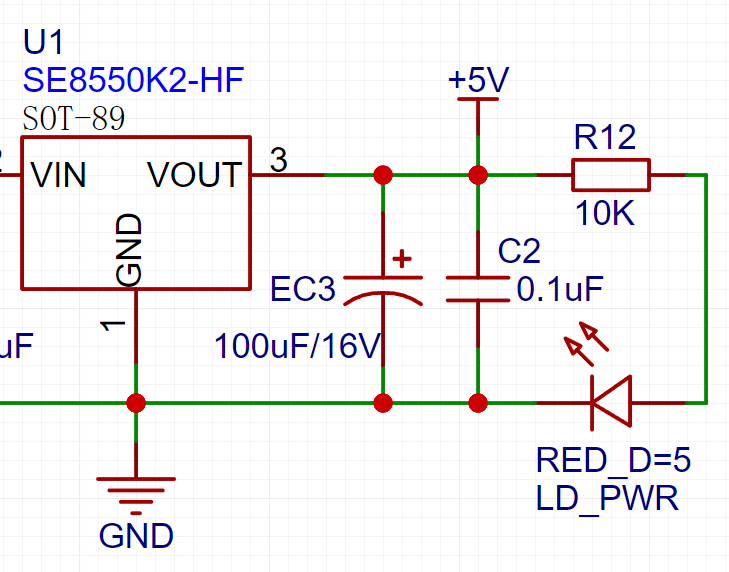 U1
SE8550K2-HF
SOT-89
+5V
R12
VIN
VOUT
3
10K
GND
C2
EC3
0.1uF
1
uF
100uF/16V
RED_D=5
LD_PWR
GND